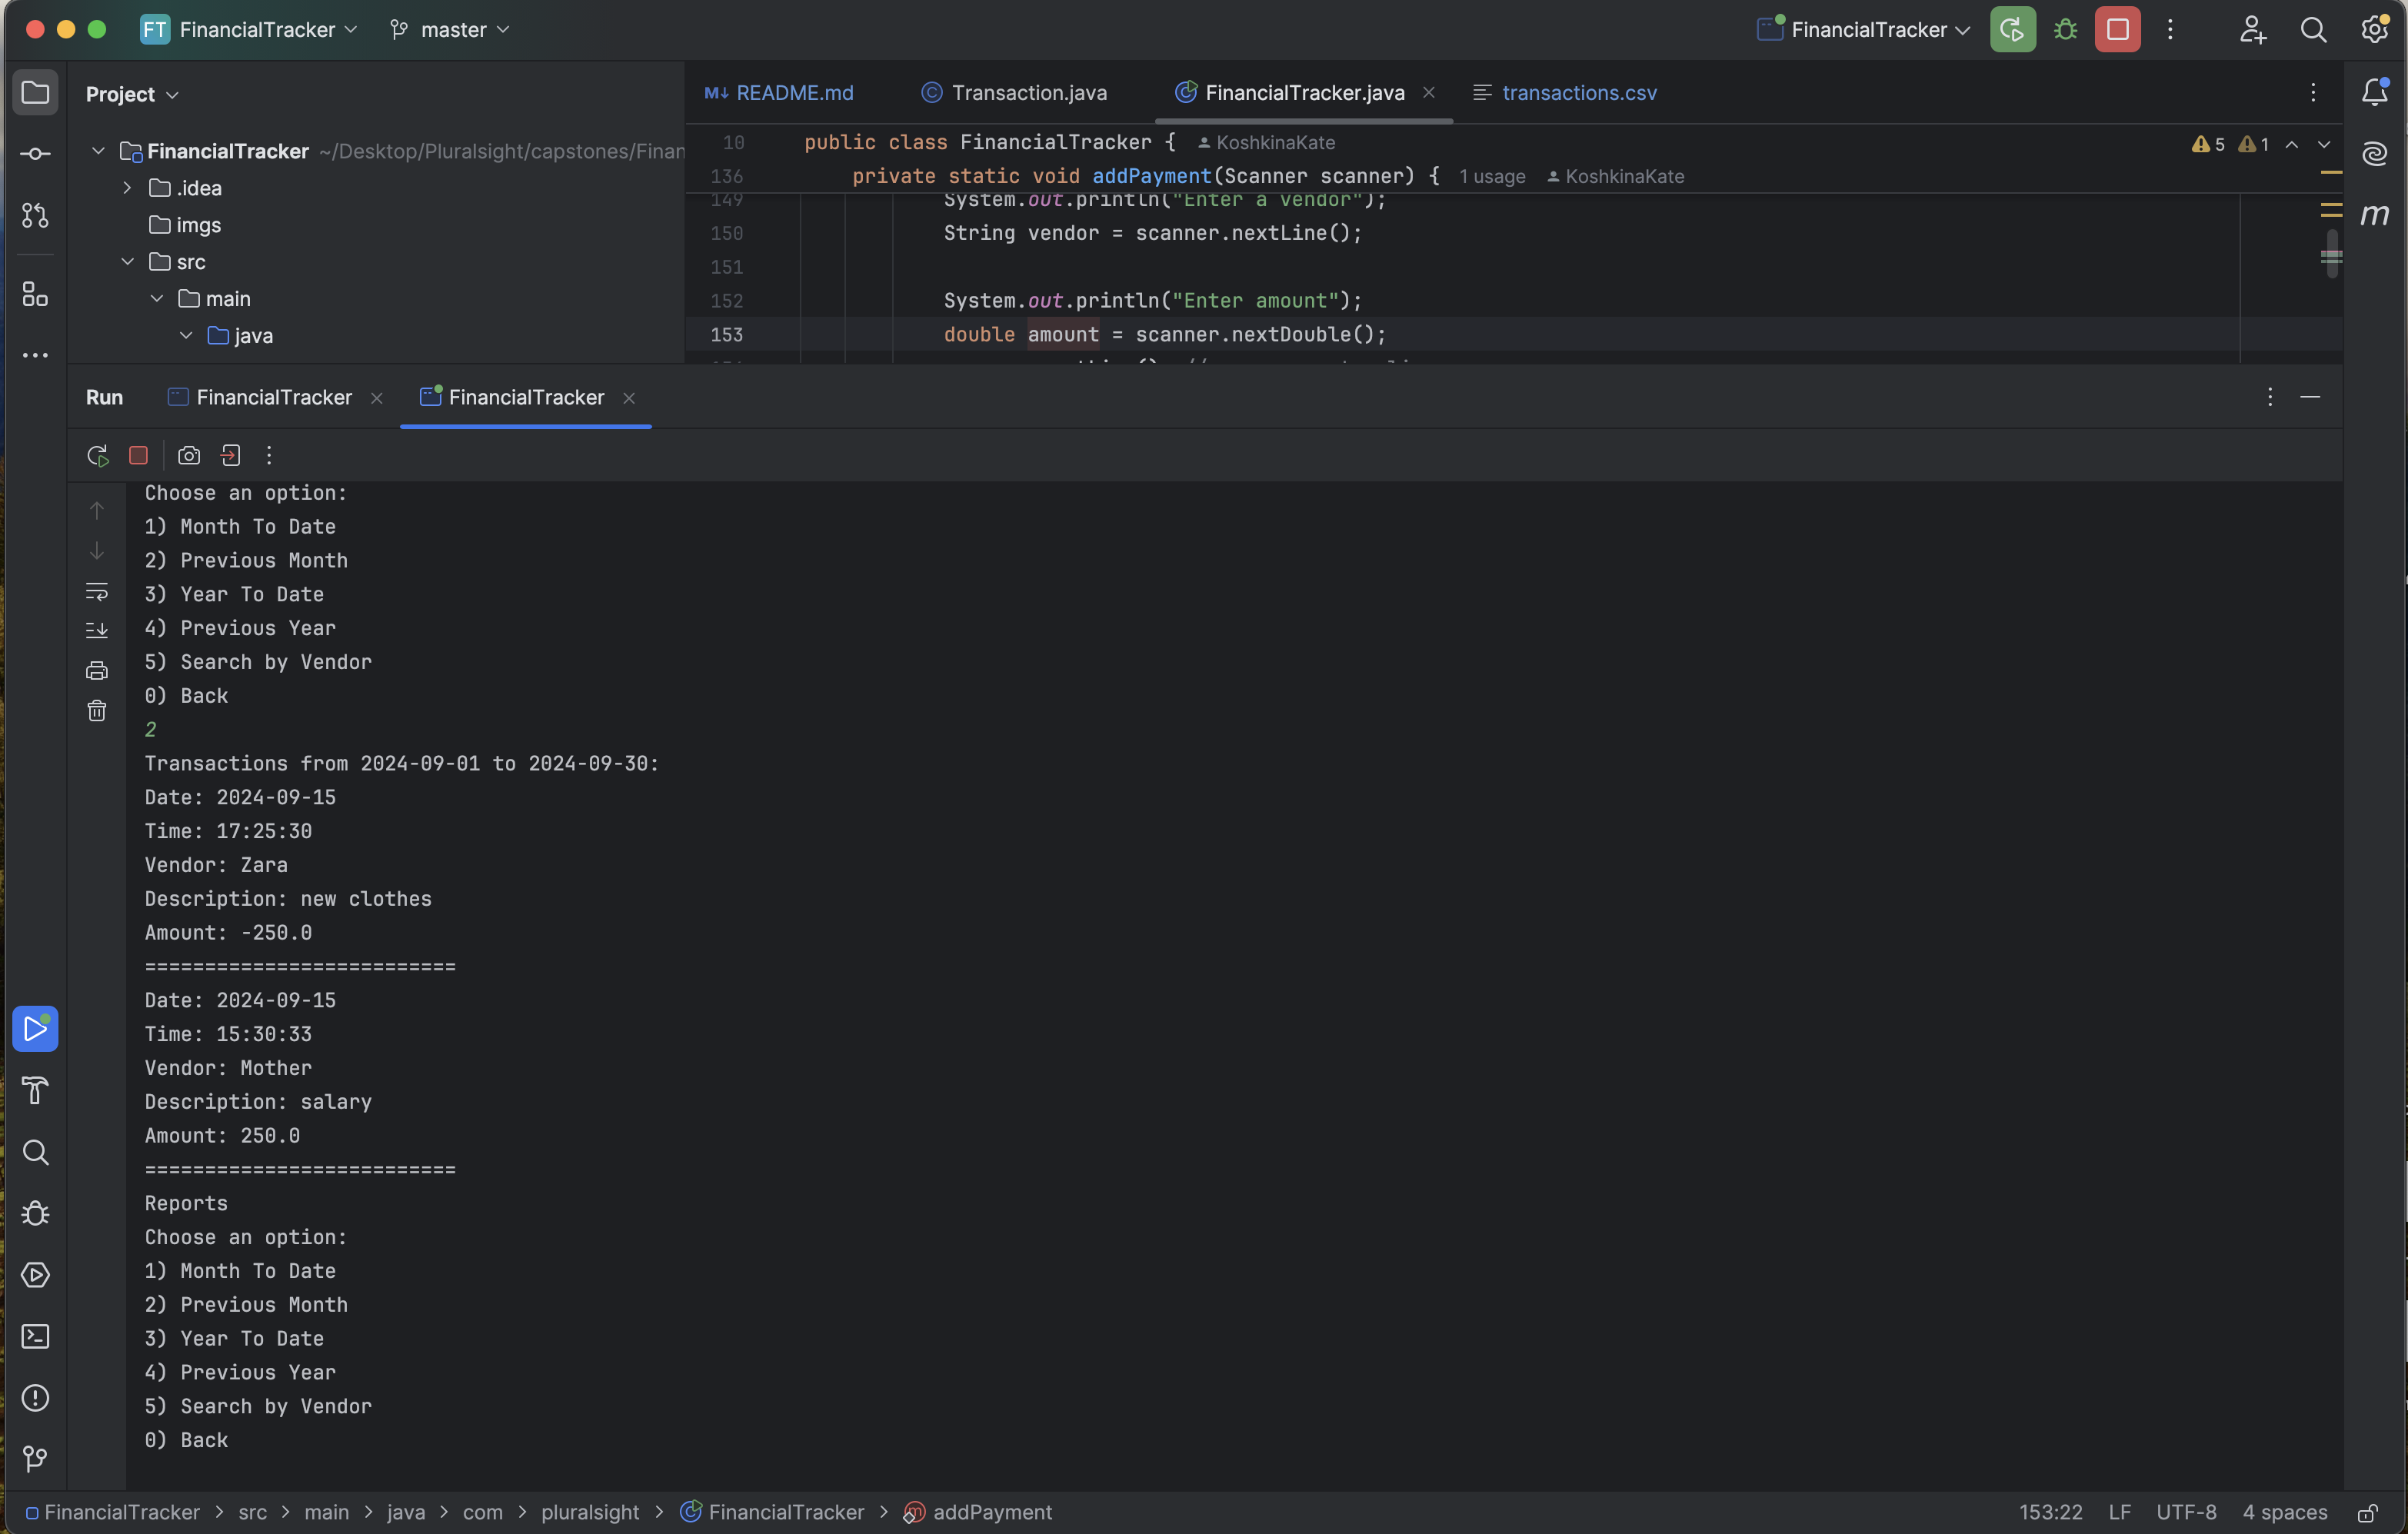 FT FinancialTracker master FinancialTracker
Project
README.md Transaction.java FinancialTracker.java transactions.csv
FinancialTracker ~/Desktop/Pluralsight/capstones/Finan
.idea
imgs
src
main
java
10 public class FinancialTracker { KoshkinaKate 5 1
136 private static void addPayment(Scanner scanner) { 1 usage KoshkinaKate
149 System.out.println("Enter a vendor");
150 String vendor = scanner.nextLine();
151
152 System.out.println("Enter amount");
153 double amount = scanner.nextDouble();
m
Run FinancialTracker FinancialTracker
Choose an option:
1) Month To Date
2) Previous Month
3) Year To Date
4) Previous Year
5) Search by Vendor
0) Back
2
Transactions from 2024-09-01 to 2024-09-30:
Date: 2024-09-15
Time: 17:25:30
Vendor: Zara
Description: new clothes
Amount: -250.0
==========================
Date: 2024-09-15
Time: 15:30:33
Vendor: Mother
Description: salary
Amount: 250.0
==========================
Reports
Choose an option:
1) Month To Date
2) Previous Month
3) Year To Date
4) Previous Year
5) Search by Vendor
0) Back
FinancialTracker > src > main > java > com > pluralsight > FinancialTracker > addPayment 153:22 LF UTF-8 4 spaces